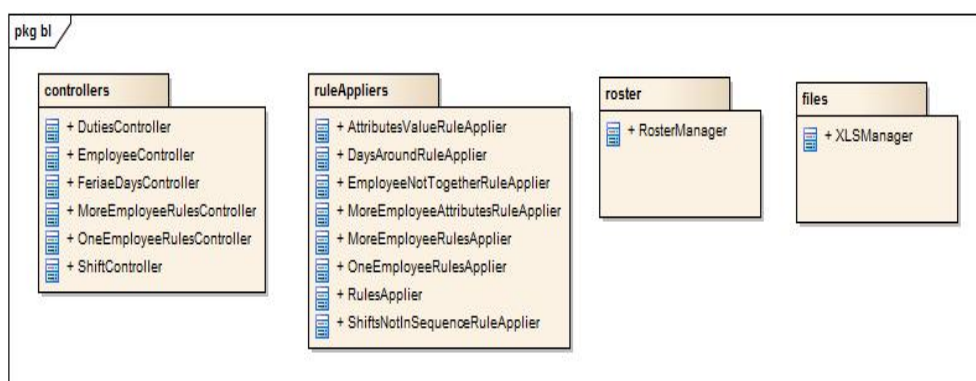 pkg bl
controllers
+ DutiesController
+ EmployeeController
+ FeriaeDaysController
+ MoreEmployeeRulesController
+ OneEmployeeRulesController
+ ShiftController
ruleAppliers
+ AttributesValueRuleApplier
+ DaysAroundRuleApplier
+ EmployeeNotTogetherRuleApplier
+ MoreEmployeeAttributesRuleApplier
+ MoreEmployeeRulesApplier
+ OneEmployeeRulesApplier
+ RulesApplier
+ ShiftsNotInSequenceRuleApplier
roster
+ RosterManager
files
+ XLSManager